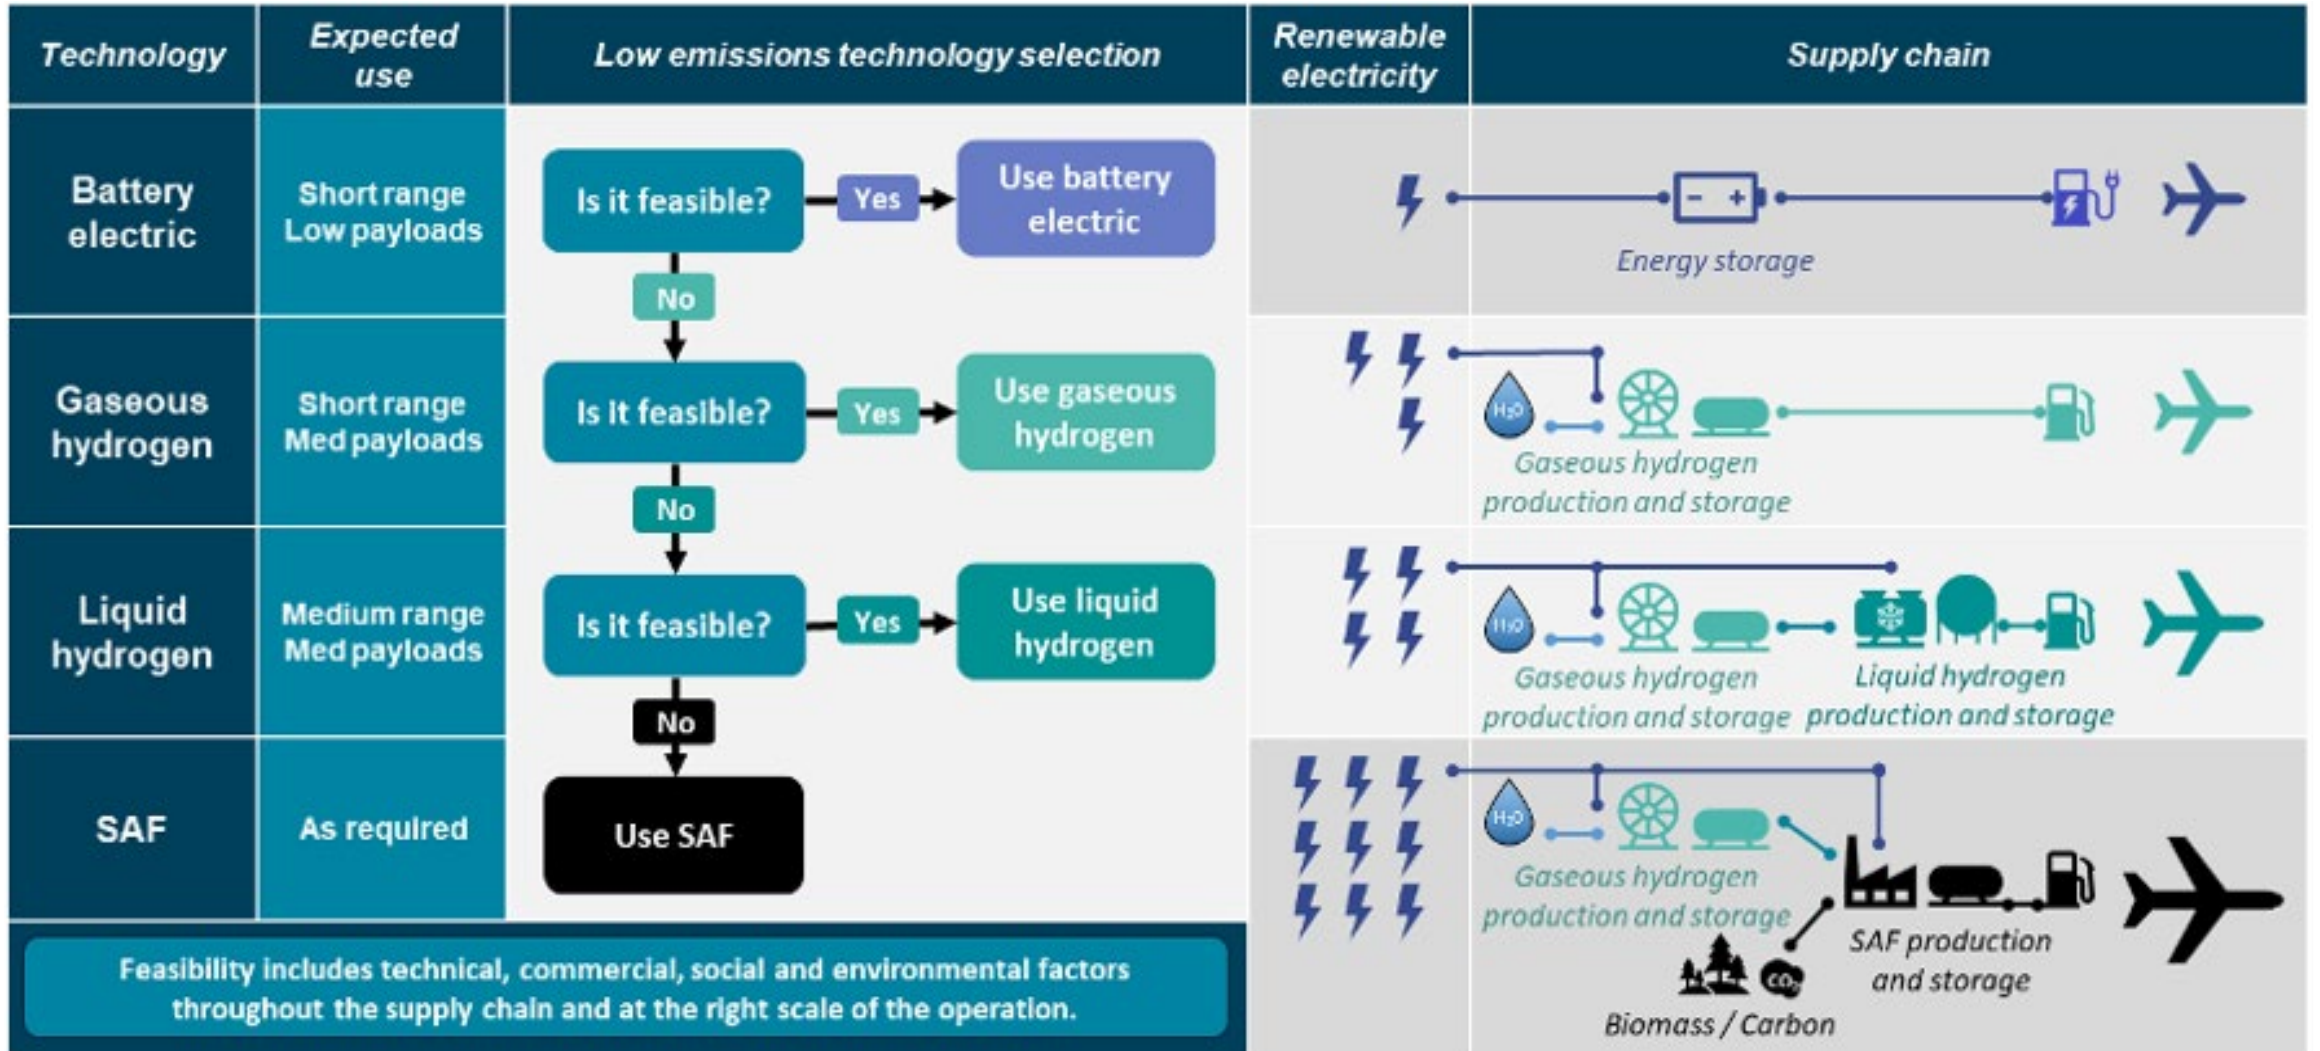 Technology
Expected
use
Low emissions technology selection
Renewable
electricity
Supply chain
Battery
electric
Short range
Low payloads
Is it feasible?
Yes
Use battery
electric
No
- +
Energy storage
Gaseous
hydrogen
Short range
Med payloads
Is it feasible?
Yes
Use gaseous
hydrogen
No
H₂O
Gaseous hydrogen
production and storage
Liquid
hydrogen
Medium range
Med payloads
Is it feasible?
Yes
Use liquid
hydrogen
No
H₂O
Gaseous hydrogen
production and storage
Liquid hydrogen
production and storage
SAF
As required
Use SAF
H₂O
Gaseous hydrogen
production and storage
SAF production
and storage
CO₂
Biomass / Carbon
Feasibility includes technical, commercial, social and environmental factors
throughout the supply chain and at the right scale of the operation.